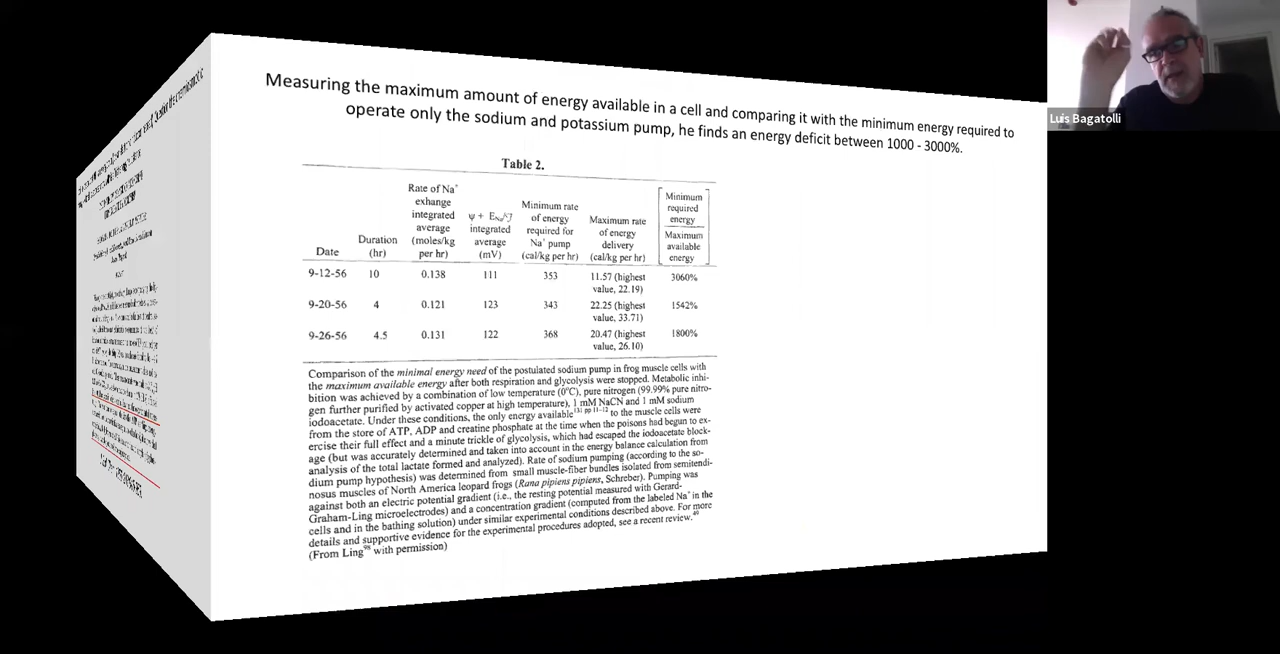 Measuring the maximum amount of energy available in a cell and comparing it with the minimum energy required to
operate only the sodium and potassium pump, he finds an energy deficit between 1000 - 3000%.
Luis Bagatolli
Table 2.
Date
Duration
(hr)
Rate of Na⁺
exhange
integrated
average
(moles/kg
per hr)
integrated
average
(mV)
Minimum rate
of energy
required for
Na⁺ pump
(cal/kg per hr)
Maximum rate
of energy
delivery
(cal/kg per hr)
Minimum
required
energy
Maximum
available
energy
9-12-56 10 0.138 111 353 11.57 (highest 3060%
value, 22.19)
9-20-56 4 0.121 123 343 22.25 (highest 1542%
value, 33.71)
9-26-56 4.5 0.131 122 368 20.47 (highest 1800%
value, 26.10)
Comparison of the minimal energy need of the postulated sodium pump in frog muscle cells with
the maximum available energy after both respiration and glycolysis were stopped. Metabolic inhi-
bition was achieved by a combination of low temperature (0°C), pure nitrogen (99.99% pure nitro-
gen further purified by activated copper at high temperature), 1 mM NaCN and 1 mM sodium
iodoacetate. Under these conditions, the only energy available to the muscle cells were
from the store of ATP, ADP and creatine phosphate at the time when the poisons had begun to ex-
ercise their full effect and a minute trickle of glycolysis, which had escaped the iodoacetate block-
age (but was accurately determined and taken into account in the energy balance calculation from
analysis of the total lactate formed and analyzed). Rate of sodium pumping (according to the so-
dium pump hypothesis) was determined from small muscle-fiber bundles isolated from semitendi-
nosus muscles of North America leopard frogs (Rana pipiens pipiens, Schreber). Pumping was
against both an electric potential gradient (i.e., the resting potential measured with Gerard-
Graham-Ling microelectrodes) and a concentration gradient (computed from the labeled Na⁺ in the
cells and in the bathing solution) under similar experimental conditions described above. For more
details and supportive evidence for the experimental procedures adopted, see a recent review.
(From Ling with permission)